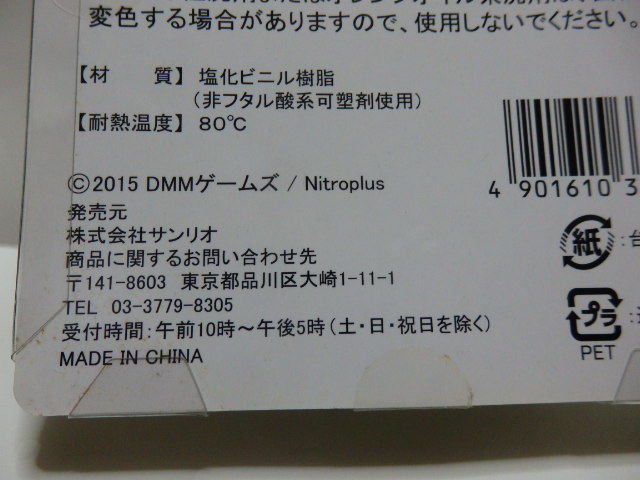 変色する場合がありますので、使用しないでください。
【材　質】 塩化ビニル樹脂
（非フタル酸系可塑剤使用）
【耐熱温度】 80℃
©2015 DMMゲームズ / Nitroplus
発売元
株式会社サンリオ
商品に関するお問い合わせ先
〒141-8603 東京都品川区大崎1-11-1
TEL 03-3779-8305
受付時間：午前10時～午後5時（土・日・祝日を除く）
MADE IN CHINA
4 901610 3
紙
：台
プラ
PET